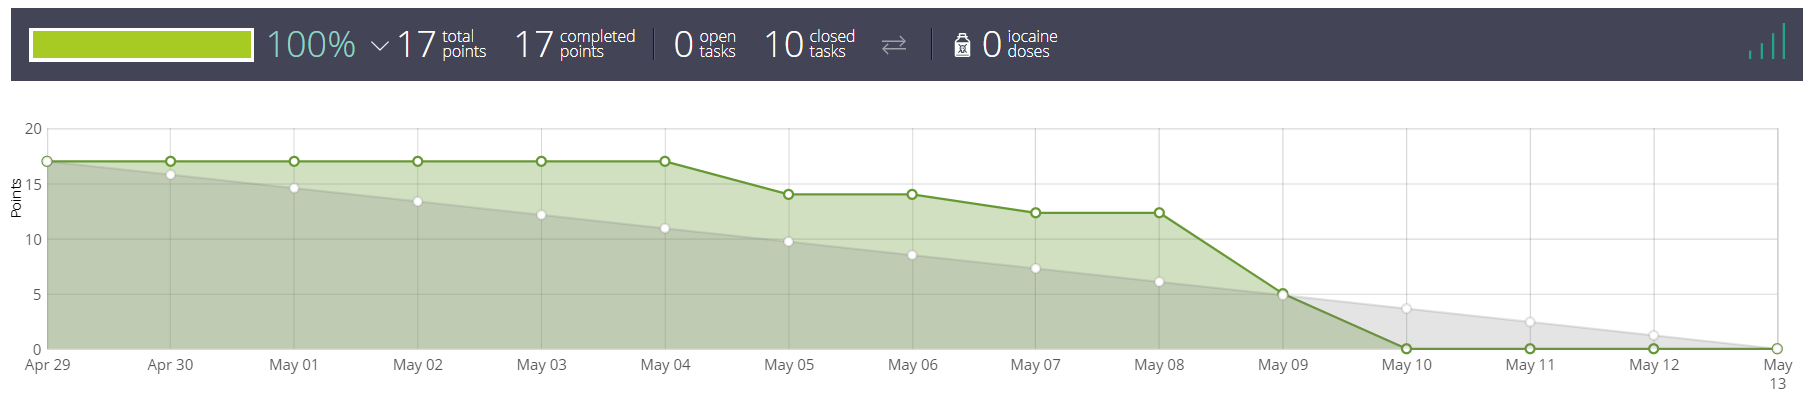 100%
17 total points
17 completed points
0 open tasks
10 closed tasks
0 iocaine doses
20
15
10
5
0
Points
Apr 29
Apr 30
May 01
May 02
May 03
May 04
May 05
May 06
May 07
May 08
May 09
May 10
May 11
May 12
May 13